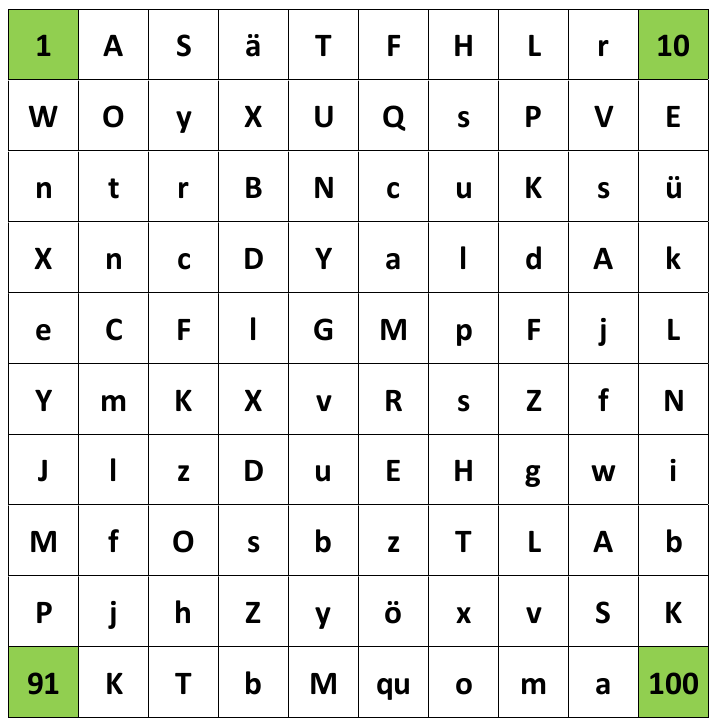 1 A S ä T F H L r 10
W O y X U Q s P V E
n t r B N c u K s ü
X n c D Y a l d A k
e C F l G M p F j L
Y m K X v R s Z f N
J l z D u E H g w i
M f O s b z T L A b
P j h Z y ö x v S K
91 K T b M qu o m a 100